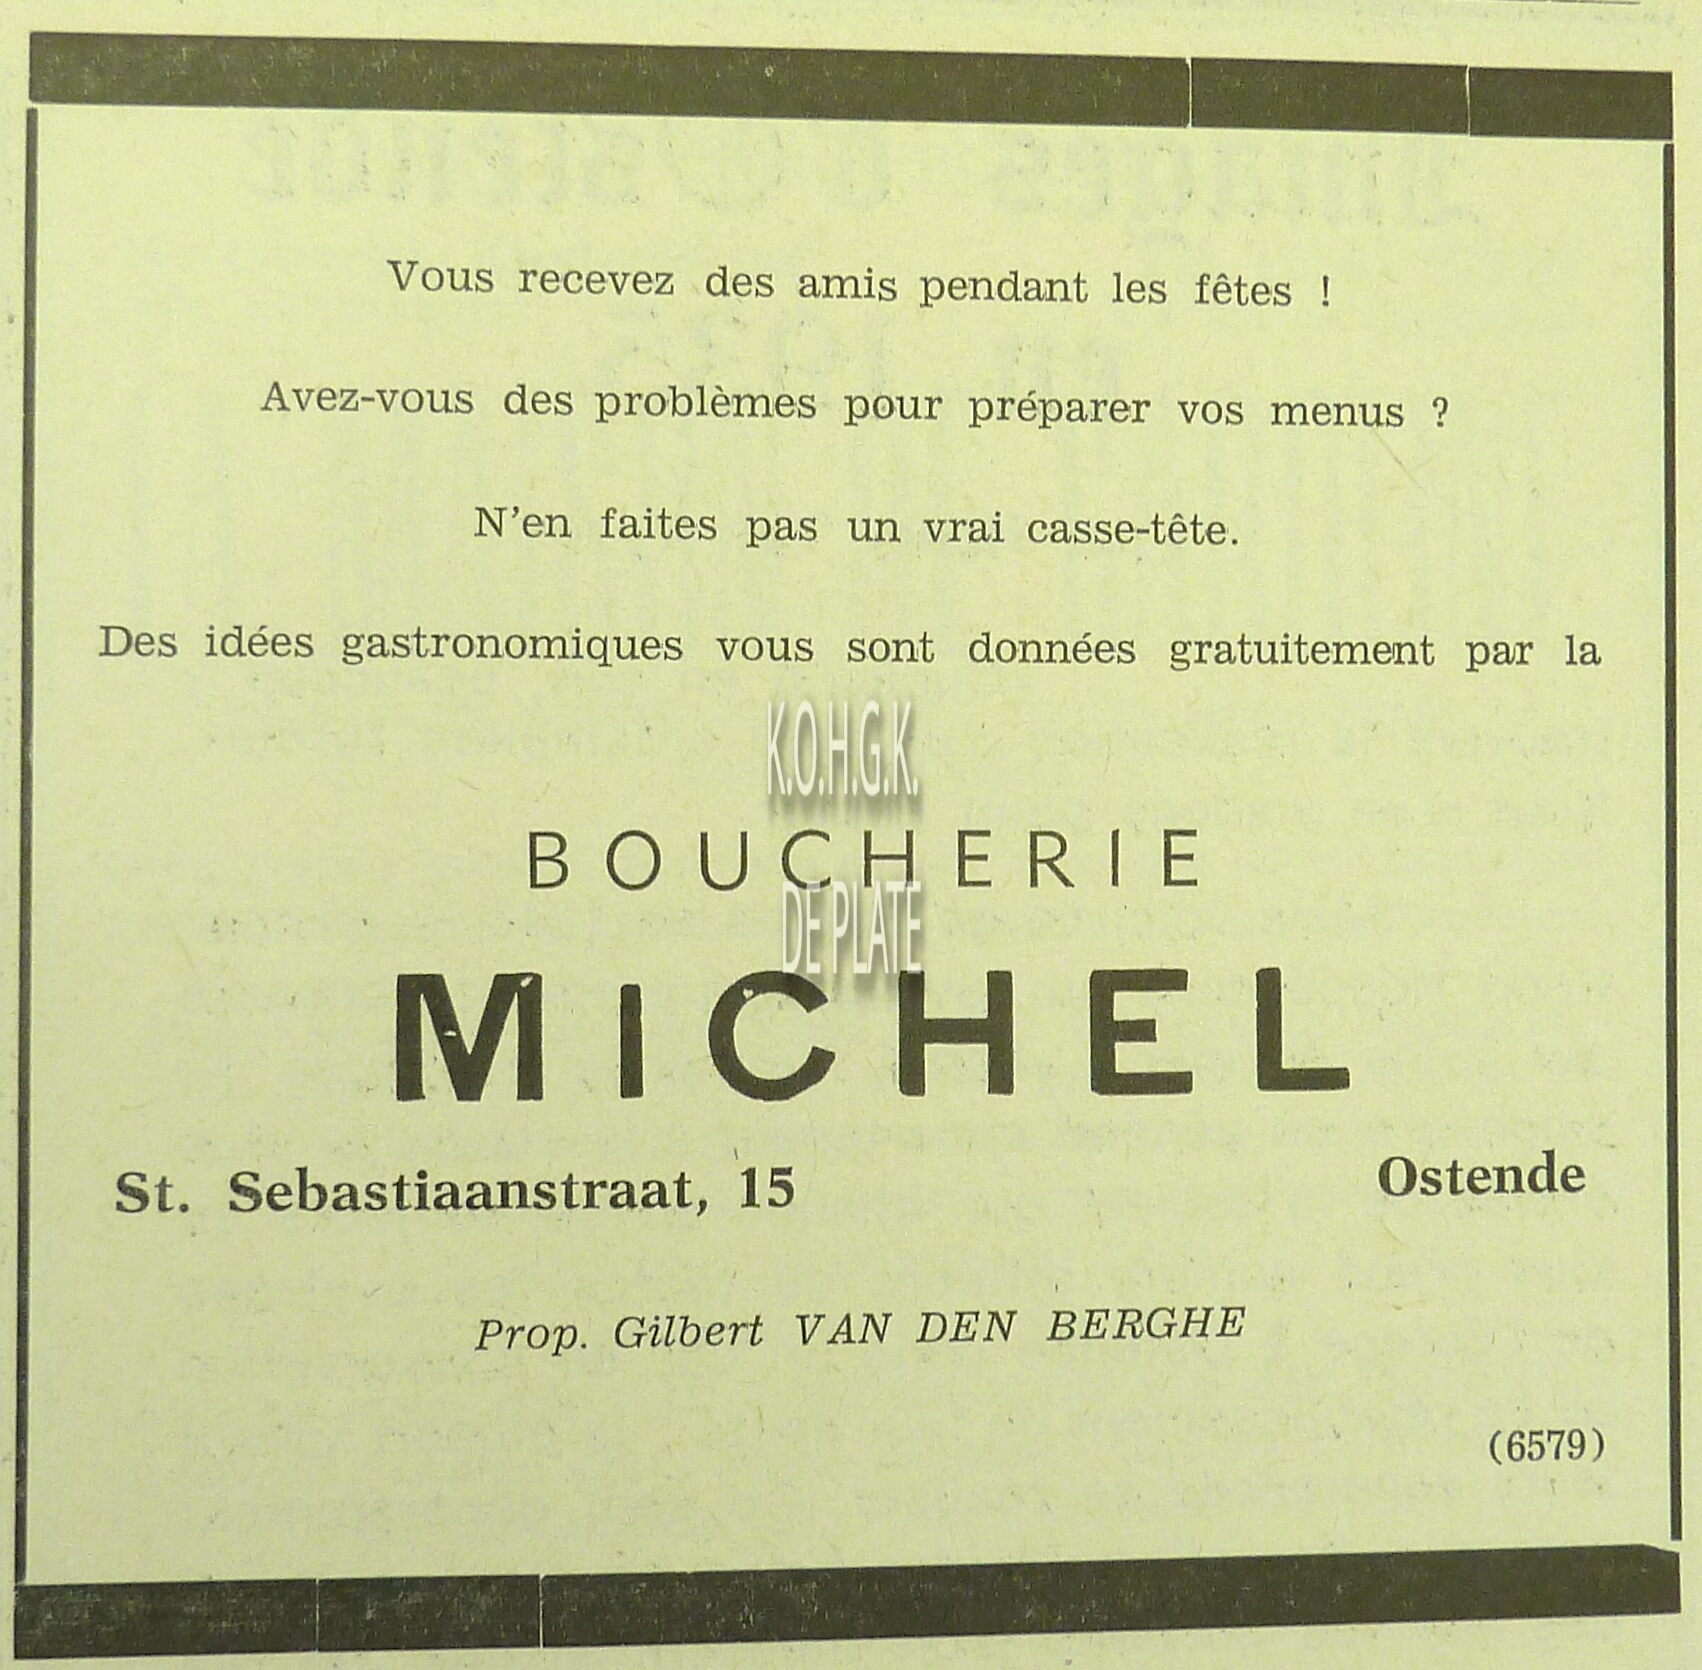 Vous recevez des amis pendant les fêtes !
Avez-vous des problèmes pour préparer vos menus ?
N'en faites pas un vrai casse-tête.
Des idées gastronomiques vous sont données gratuitement par la
K.O.H.G.K.
BOUCHERIE
DE PLATE
MICHEL
St. Sebastiaanstraat, 15 Ostende
Prop. Gilbert VAN DEN BERGHE
(6579)